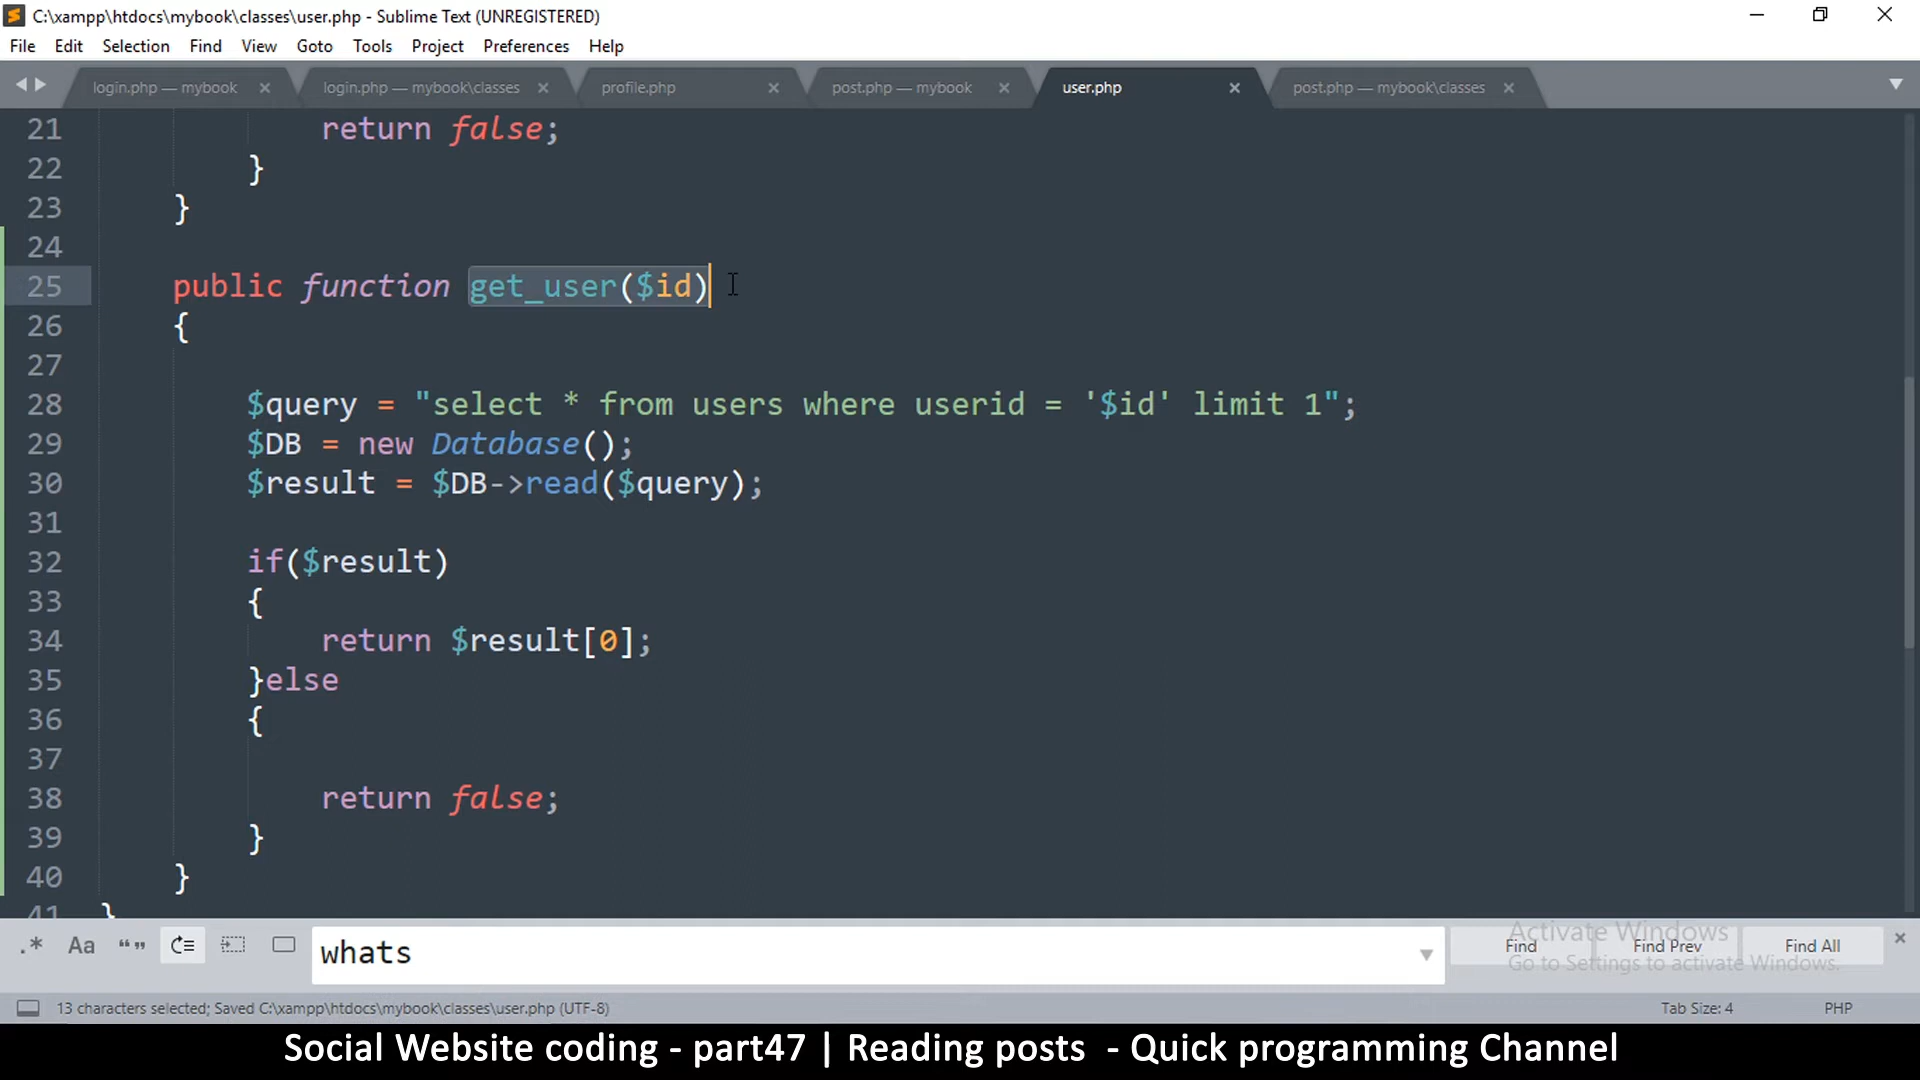 C:\xampp\htdocs\mybook\classes\user.php - Sublime Text (UNREGISTERED)
File Edit Selection Find View Goto Tools Project Preferences Help
login.php — mybook login.php — mybook\classes profile.php post.php — mybook user.php post.php — mybook\classes
21 return false;
22 }
23 }
24
25 public function get_user($id)
26 {
27
28 $query = "select * from users where userid = '$id' limit 1";
29 $DB = new Database();
30 $result = $DB->read($query);
31
32 if($result)
33 {
34 return $result[0];
35 }else
36 {
37
38 return false;
39 }
40 }
41 }
.* Aa “” whats Find Find Prev Find All
Activate Windows
Go to Settings to activate Windows.
13 characters selected; Saved C:\xampp\htdocs\mybook\classes\user.php (UTF-8) Tab Size: 4 PHP
Social Website coding - part47 | Reading posts - Quick programming Channel